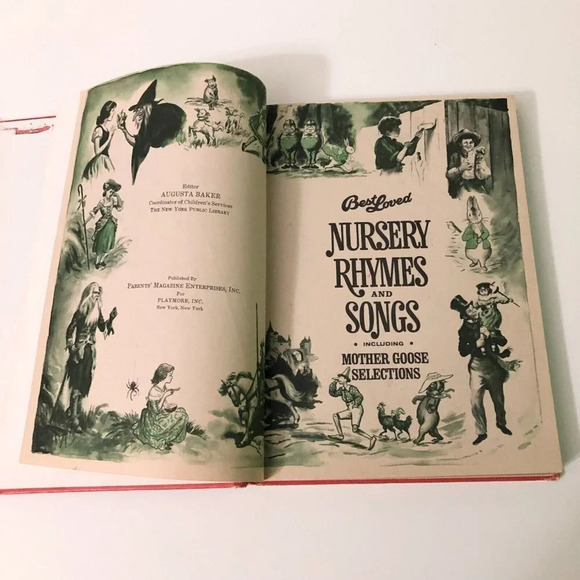 Editor
AUGUSTA BAKER
Coordinator of Children's Services
THE NEW YORK PUBLIC LIBRARY
Published By
PARENTS' MAGAZINE ENTERPRISES, INC.
For
PLAYMORE, INC.
New York, New York
Best Loved
NURSERY
RHYMES
AND
SONGS
• INCLUDING •
MOTHER GOOSE
SELECTIONS